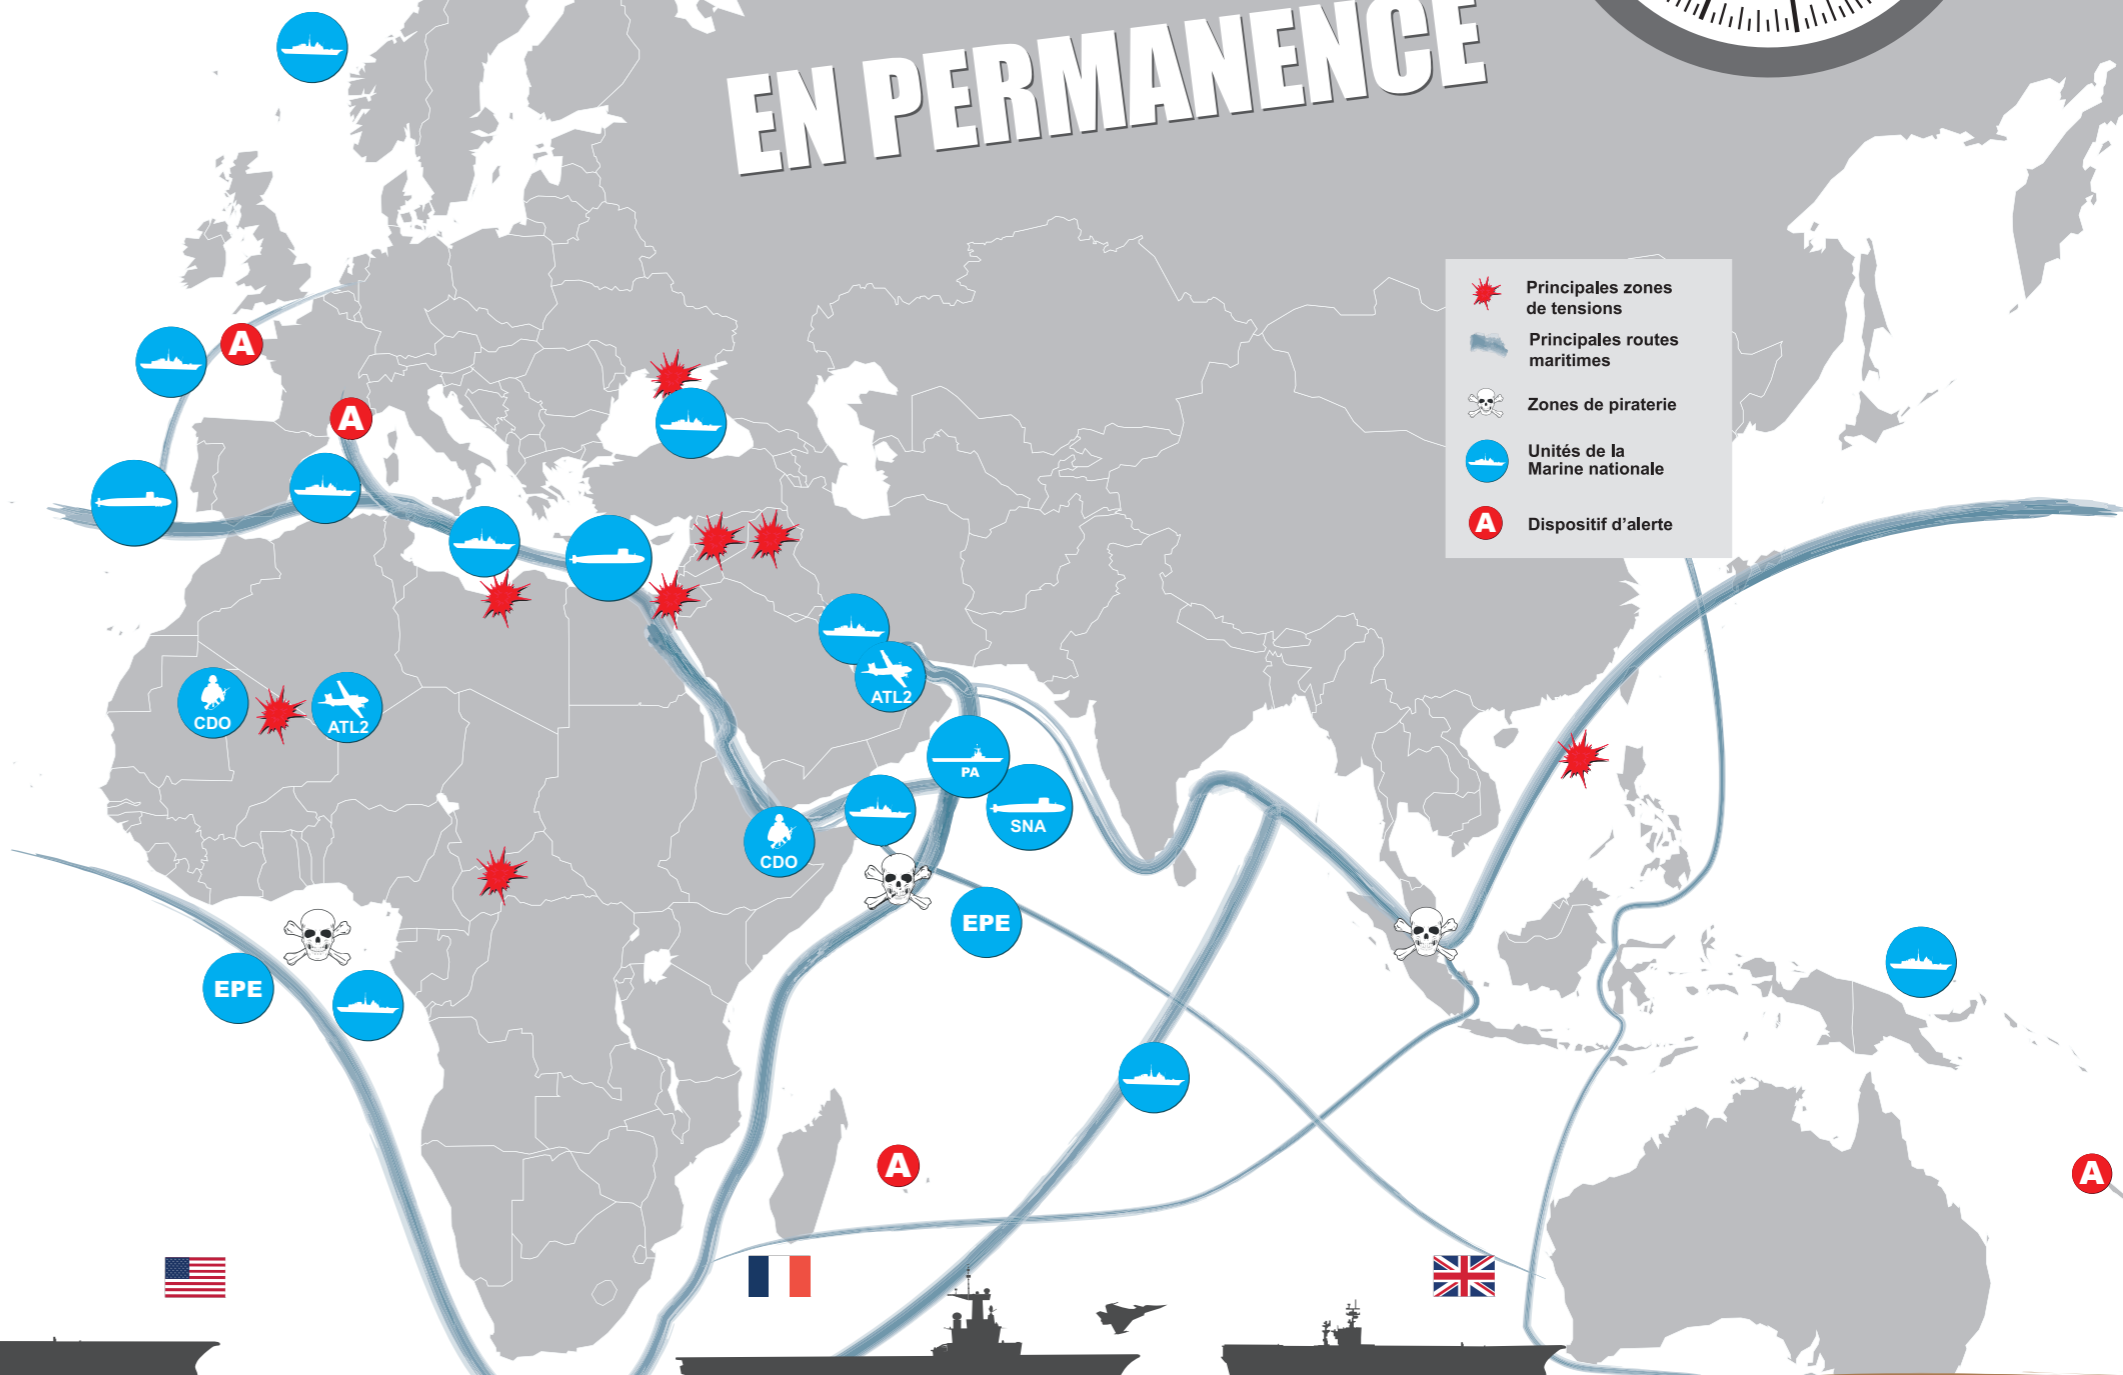 EN PERMANENCE
Principales zones
de tensions
Principales routes
maritimes
Zones de piraterie
Unités de la
Marine nationale
A
Dispositif d'alerte
A
A
CDO
ATL2
ATL2
PA
SNA
CDO
EPE
EPE
A
A